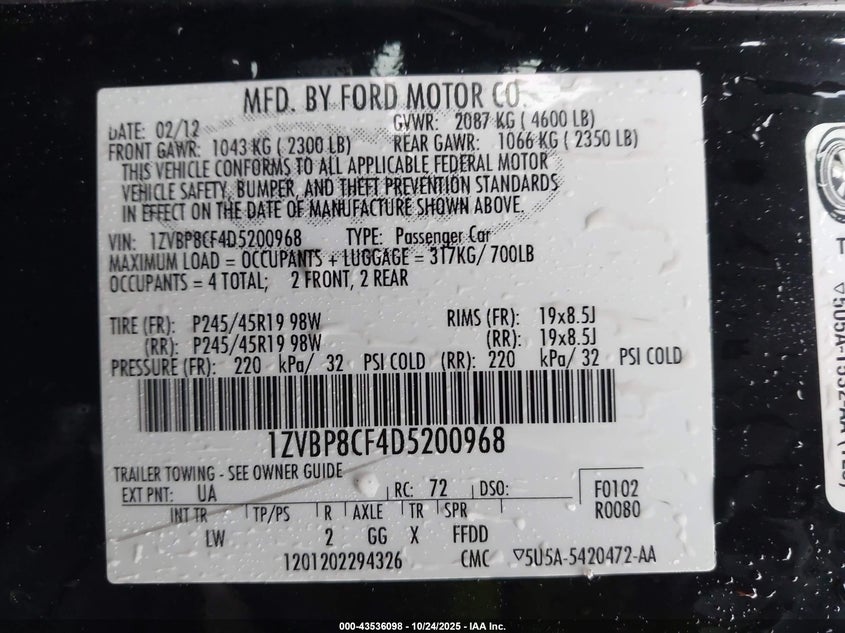 MFD. BY FORD MOTOR CO.
DATE: 02/12 GVWR: 2087 KG ( 4600 LB)
FRONT GAWR: 1043 KG ( 2300 LB) REAR GAWR: 1066 KG ( 2350 LB)
THIS VEHICLE CONFORMS TO ALL APPLICABLE FEDERAL MOTOR
VEHICLE SAFETY, BUMPER, AND THEFT PREVENTION STANDARDS
IN EFFECT ON THE DATE OF MANUFACTURE SHOWN ABOVE.
VIN: 1ZVBP8CF4D5200968 TYPE: Passenger Car
MAXIMUM LOAD = OCCUPANTS + LUGGAGE = 317KG/ 700LB
OCCUPANTS = 4 TOTAL; 2 FRONT, 2 REAR
TIRE (FR): P245/45R19 98W RIMS (FR): 19x8.5J
(RR): P245/45R19 98W (RR): 19x8.5J
PRESSURE (FR): 220 kPa/ 32 PSI COLD (RR): 220 kPa/ 32 PSI COLD
1ZVBP8CF4D5200968
TRAILER TOWING - SEE OWNER GUIDE
EXT PNT: UA RC: 72 DSO: F0102
INT TR TP/PS R AXLE TR SPR R0080
LW 2 GG X FFDD
1201202294326 CMC ▽5U5A-5420472-AA
000-43536098 - 10/24/2025 - IAA Inc.